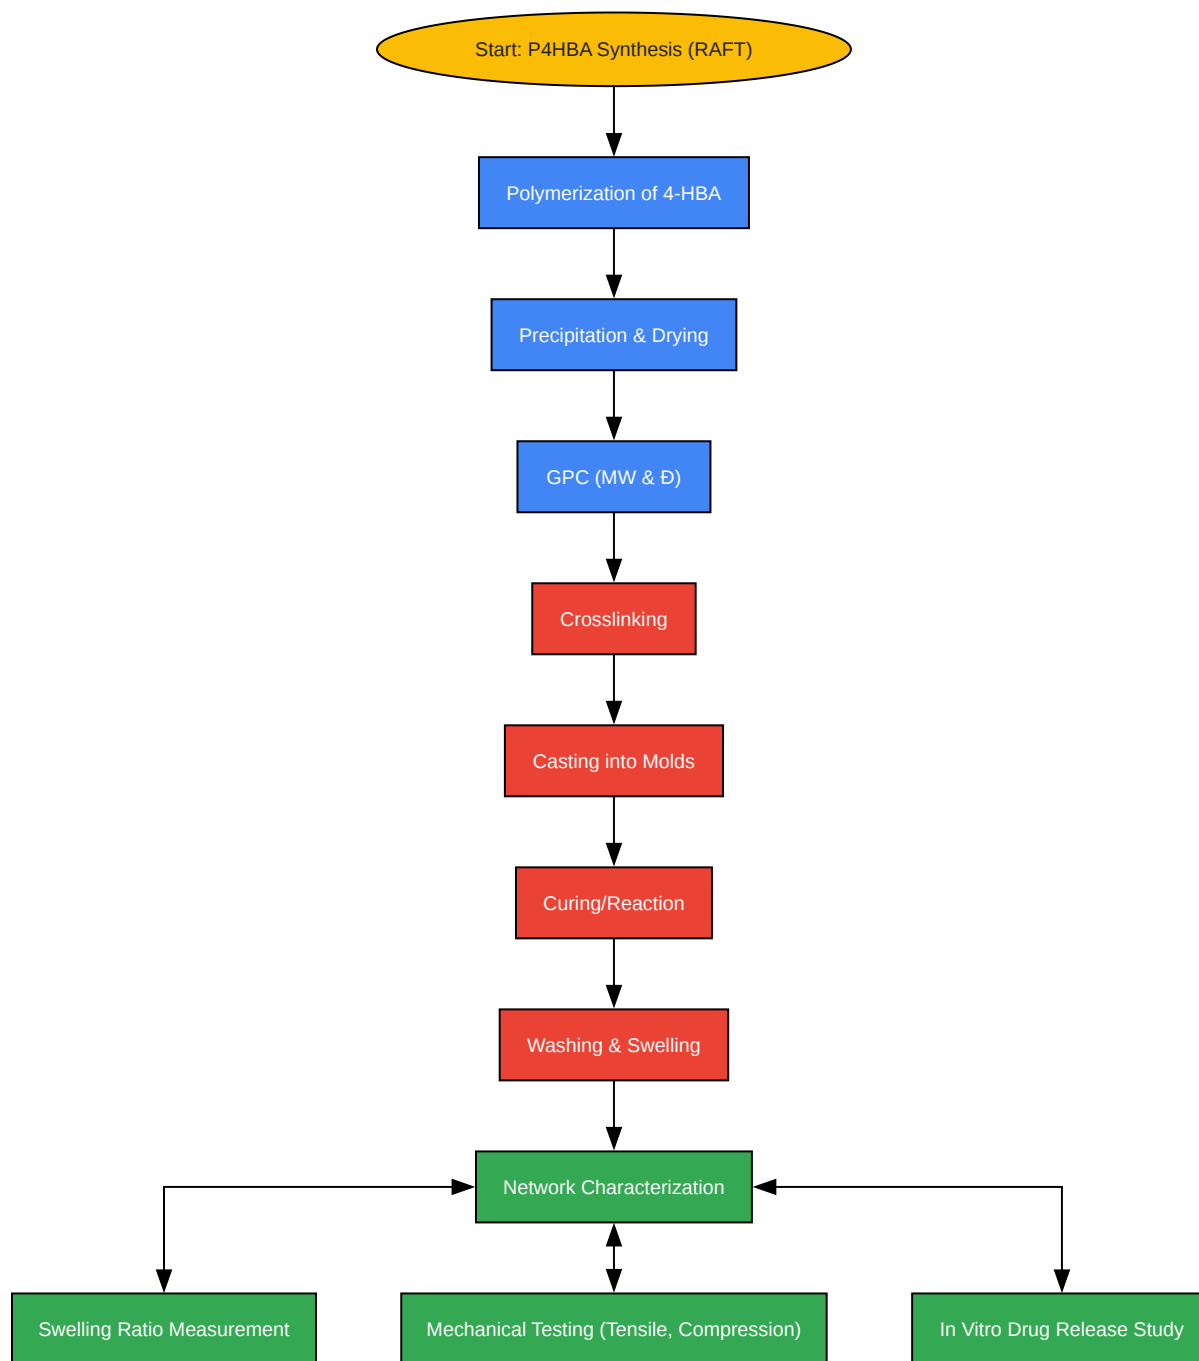 Start: P4HBA Synthesis (RAFT)
Polymerization of 4-HBA
Precipitation & Drying
GPC (MW & Đ)
Crosslinking
Casting into Molds
Curing/Reaction
Washing & Swelling
Network Characterization
Swelling Ratio Measurement
Mechanical Testing (Tensile, Compression)
In Vitro Drug Release Study